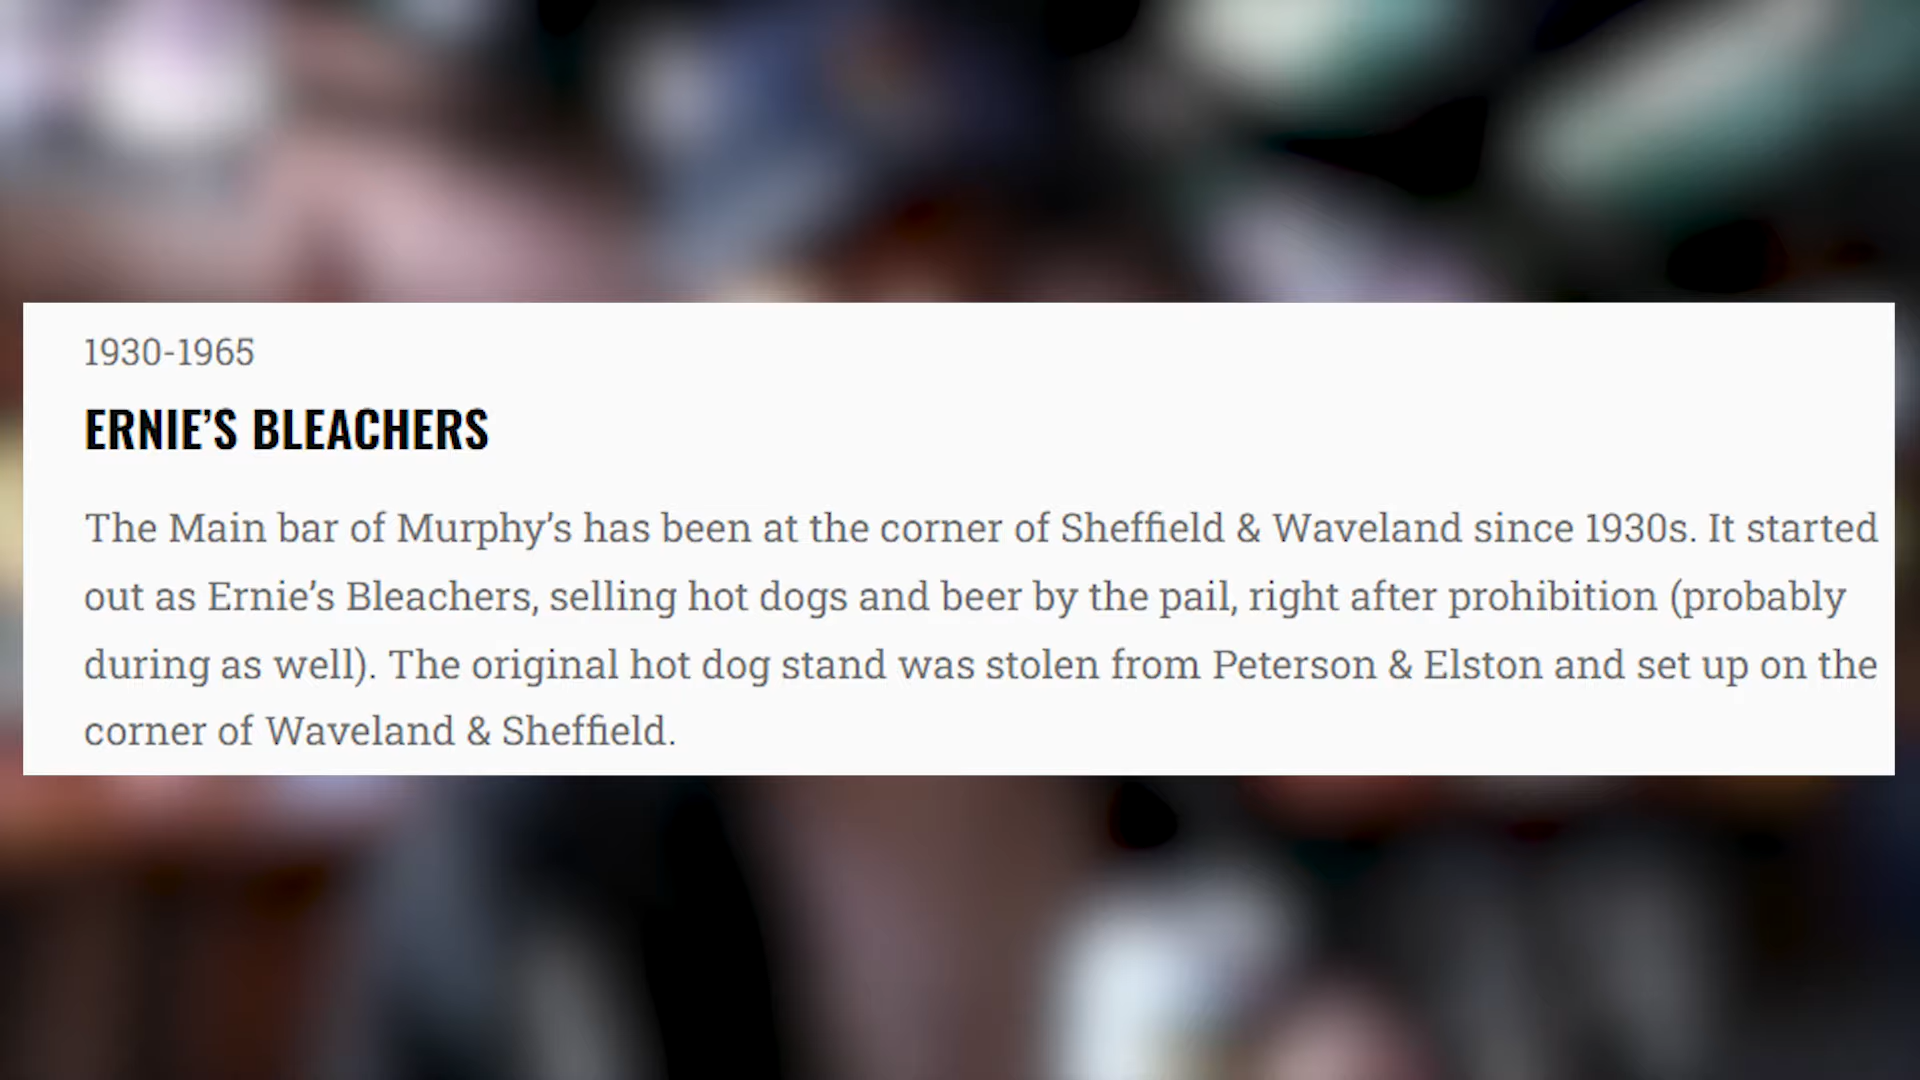 1930-1965
ERNIE’S BLEACHERS
The Main bar of Murphy’s has been at the corner of Sheffield & Waveland since 1930s. It started
out as Ernie’s Bleachers, selling hot dogs and beer by the pail, right after prohibition (probably
during as well). The original hot dog stand was stolen from Peterson & Elston and set up on the
corner of Waveland & Sheffield.